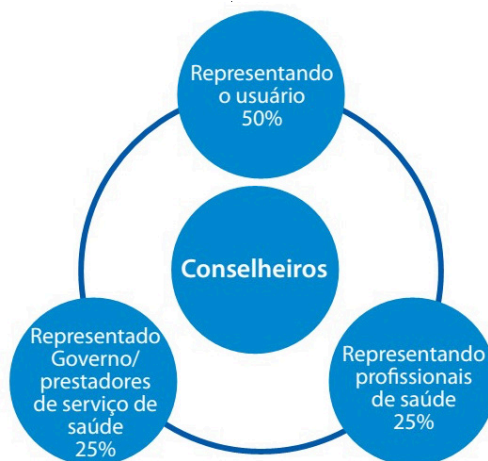 Representando
o usuário
50%
Conselheiros
Representado
Governo/
prestadores
de serviço de
saúde
25%
Representando
profissionais
de saúde
25%